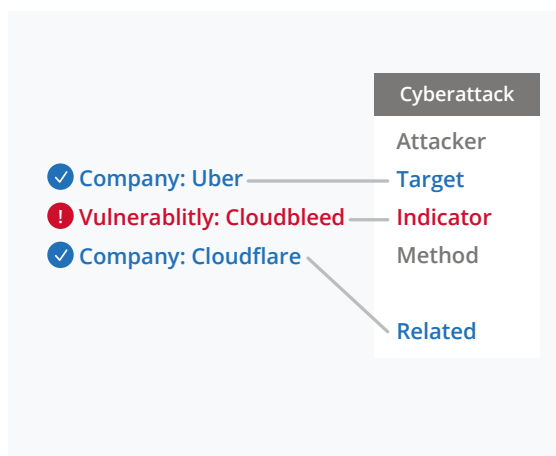 Cyberattack
Attacker
Company: Uber
Target
Vulnerablitly: Cloudbleed
Indicator
Company: Cloudflare
Method
Related